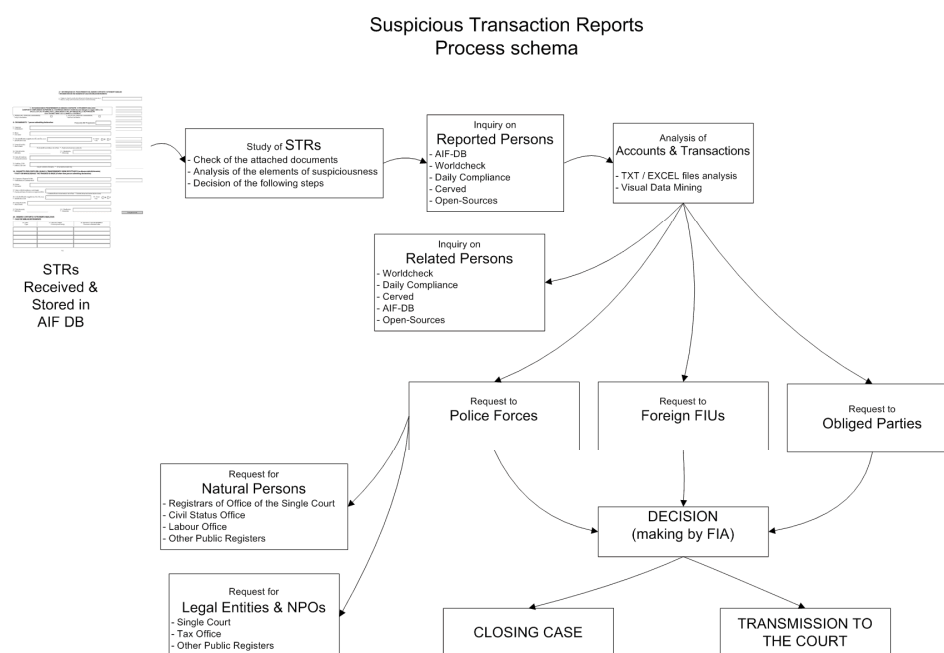 Suspicious Transaction Reports
Process schema
STRs
Received &
Stored in
AIF DB
Study of STRs
- Check of the attached documents
- Analysis of the elements of suspiciousness
- Decision of the following steps
Inquiry on
Reported Persons
- AIF-DB
- Worldcheck
- Daily Compliance
- Cerved
- Open-Sources
Analysis of
Accounts & Transactions
- TXT / EXCEL files analysis
- Visual Data Mining
Inquiry on
Related Persons
- Worldcheck
- Daily Compliance
- Cerved
- AIF-DB
- Open-Sources
Request to
Police Forces
Request to
Foreign FIUs
Request to
Obliged Parties
Request for
Natural Persons
- Registrars of Office of the Single Court
- Civil Status Office
- Labour Office
- Other Public Registers
DECISION
(making by FIA)
Request for
Legal Entities & NPOs
- Single Court
- Tax Office
- Other Public Registers
CLOSING CASE
TRANSMISSION TO
THE COURT